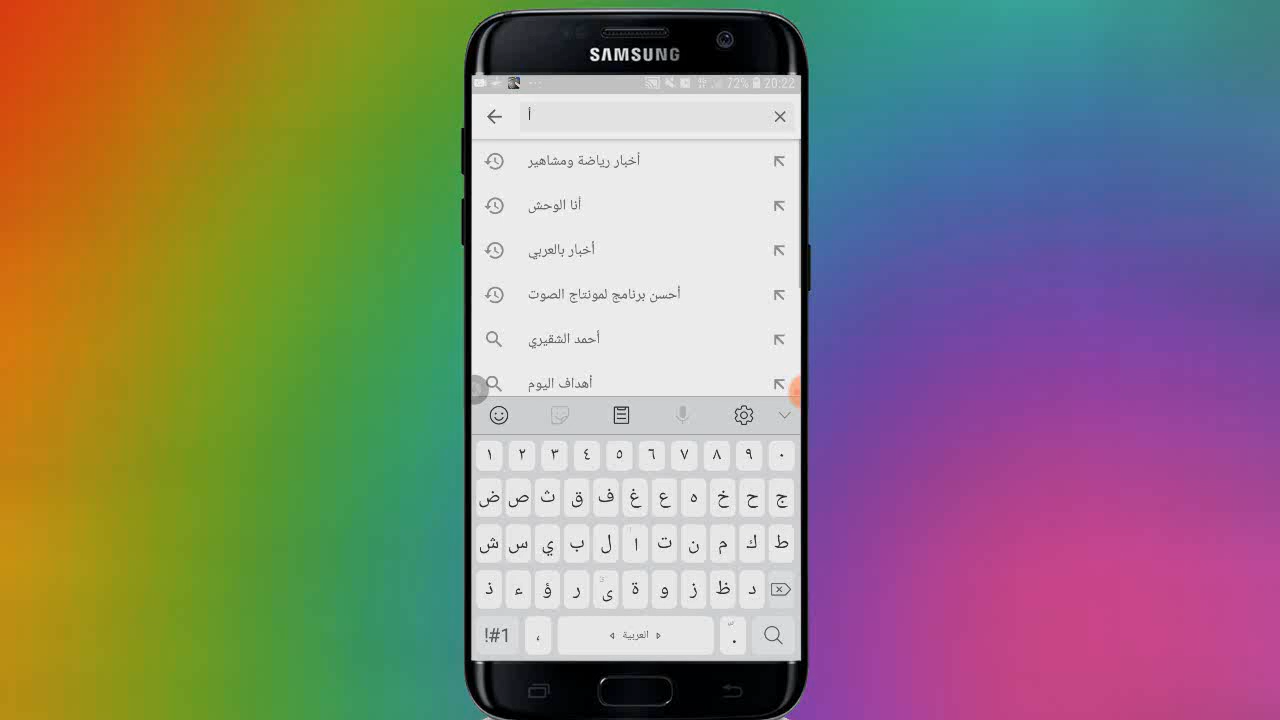 SAMSUNG
72% 20:22
أ
أخبار رياضة ومشاهير
أنا الوحش
أخبار بالعربي
أحسن برنامج لمونتاج الصوت
أحمد الشقيري
أهداف اليوم
١ ٢ ٣ ٤ ٥ ٦ ٧ ٨ ٩ ٠
ض ص ث ق ف غ ع ه خ ح ج
ش س ي ب ل ا ت ن م ك ط
ذ ء ؤ ر ى ة و ز ظ د
!#1 ، العربية .